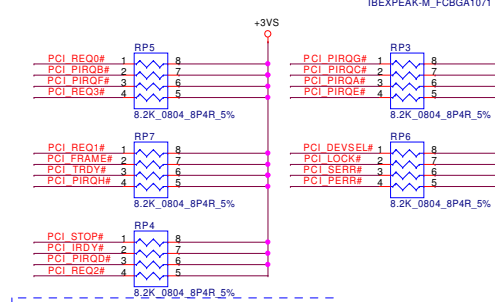 IBEXPEAK-M_FCBGA1071
+3VS
RP5
PCI_REQ0# 1 8
PCI_PIRQB# 2 7
PCI_PIRQF# 3 6
PCI_REQ3# 4 5
8.2K_0804_8P4R_5%
RP3
PCI_PIRQG# 1 8
PCI_PIRQC# 2 7
PCI_PIRQA# 3 6
PCI_PIRQE# 4 5
8.2K_0804_8P4R_5%
RP7
PCI_REQ1# 1 8
PCI_FRAME# 2 7
PCI_TRDY# 3 6
PCI_PIRQH# 4 5
8.2K_0804_8P4R_5%
RP6
PCI_DEVSEL# 1 8
PCI_LOCK# 2 7
PCI_SERR# 3 6
PCI_PERR# 4 5
8.2K_0804_8P4R_5%
RP4
PCI_STOP# 1 8
PCI_IRDY# 2 7
PCI_PIRQD# 3 6
PCI_REQ2# 4 5
8.2K_0804_8P4R_5%